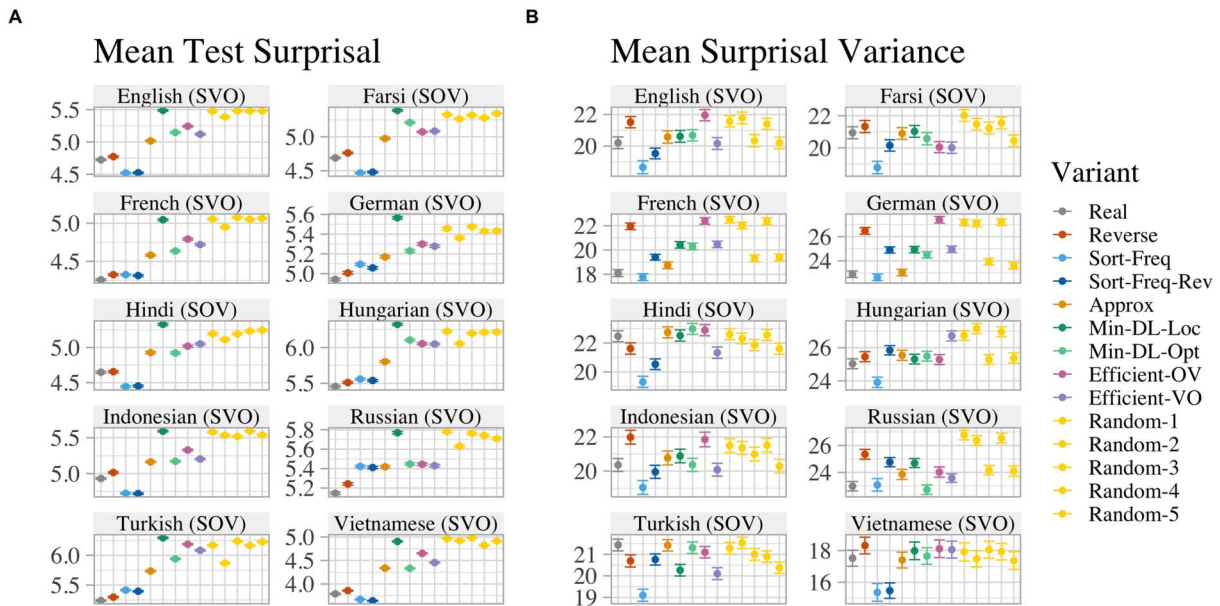 A
B
Mean Test Surprisal
Mean Surprisal Variance
English (SVO)
Farsi (SOV)
English (SVO)
Farsi (SOV)
5.5
5.0
4.5
5.0
4.5
22
20
22
20
French (SVO)
German (SVO)
French (SVO)
German (SVO)
5.0
4.5
5.6
5.4
5.2
5.0
22
20
18
26
24
Hindi (SOV)
Hungarian (SVO)
Hindi (SOV)
Hungarian (SVO)
5.0
4.5
6.0
5.5
22
20
26
24
Indonesian (SVO)
Russian (SVO)
Indonesian (SVO)
Russian (SVO)
5.5
5.0
5.8
5.6
5.4
5.2
22
20
26
24
Turkish (SOV)
Vietnamese (SVO)
Turkish (SOV)
Vietnamese (SVO)
6.0
5.5
5.0
4.5
4.0
21
20
19
18
16
Variant
Real
Reverse
Sort-Freq
Sort-Freq-Rev
Approx
Min-DL-Loc
Min-DL-Opt
Efficient-OV
Efficient-VO
Random-1
Random-2
Random-3
Random-4
Random-5